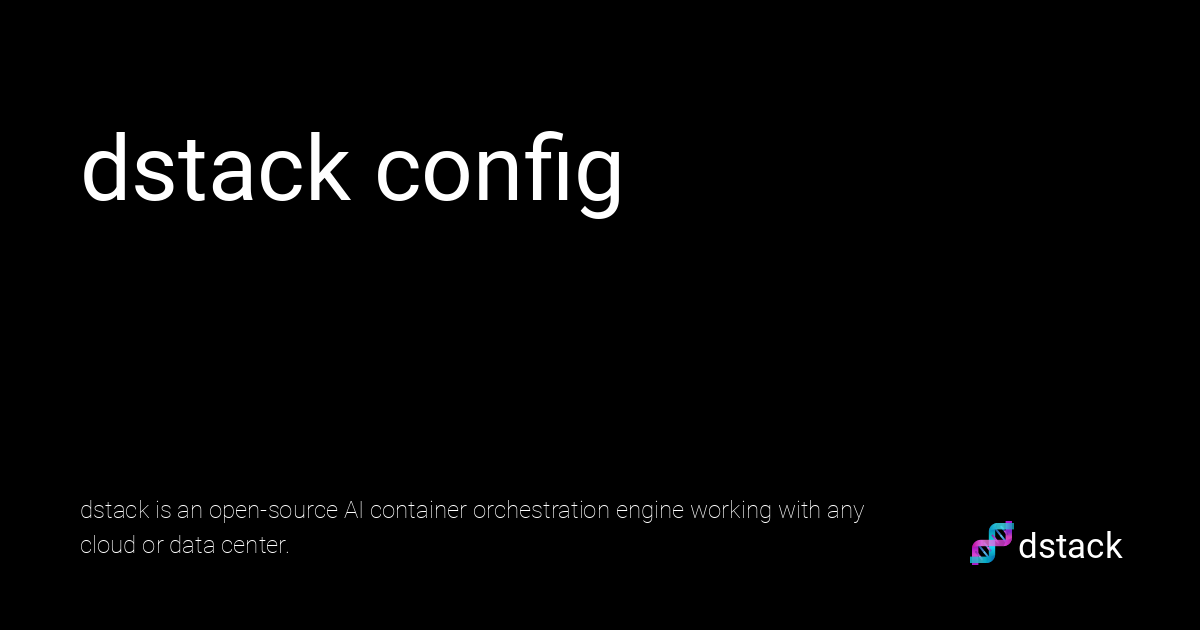 dstack config
dstack is an open-source AI container orchestration engine working with any
cloud or data center.
dstack